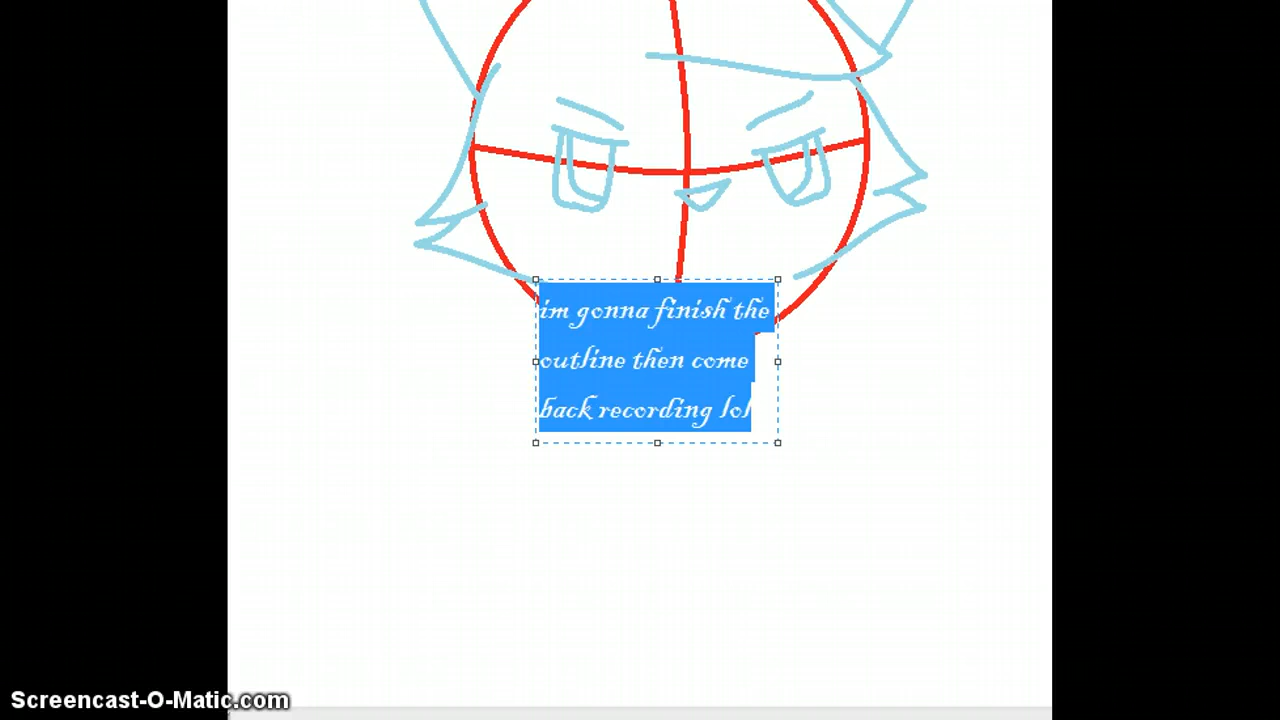 im gonna finish the
outline then come
back recording lol
Screencast-O-Matic.com